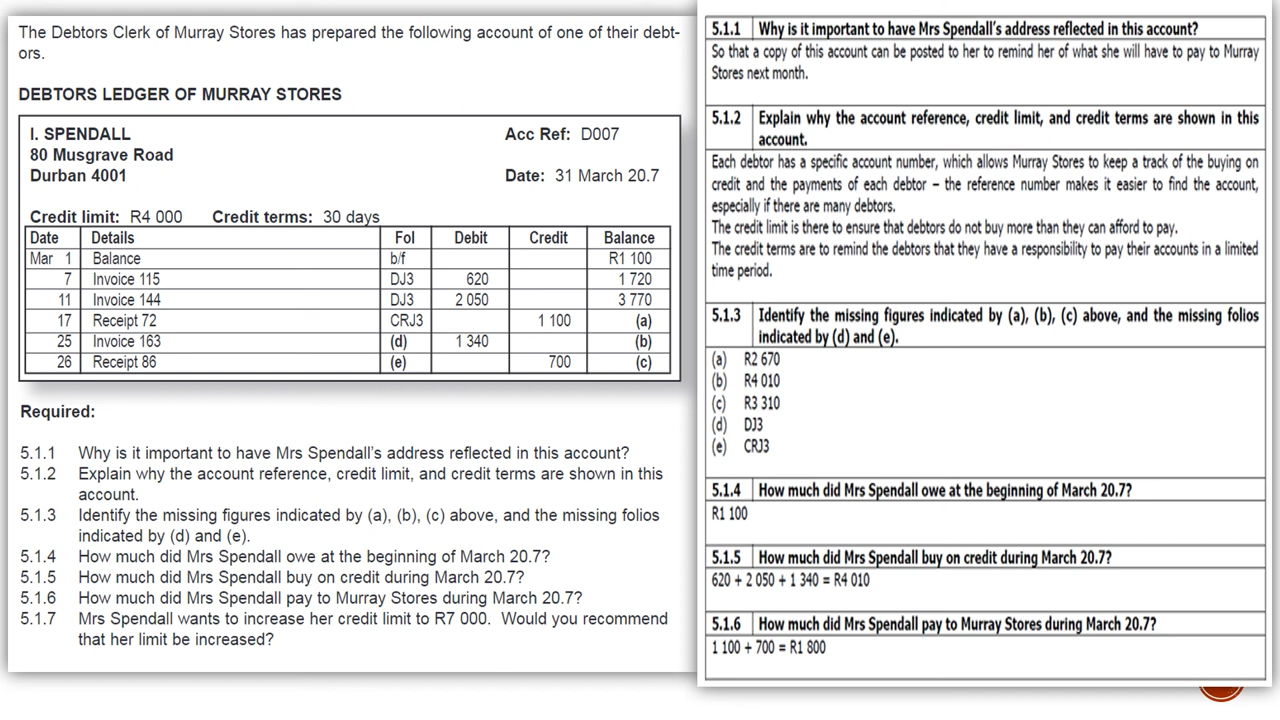 The Debtors Clerk of Murray Stores has prepared the following account of one of their debt-
ors.
DEBTORS LEDGER OF MURRAY STORES
I. SPENDALL Acc Ref: D007
80 Musgrave Road
Durban 4001 Date: 31 March 20.7
Credit limit: R4 000 Credit terms: 30 days
Date Details Fol Debit Credit Balance
Mar 1 Balance b/f R1 100
7 Invoice 115 DJ3 620 1 720
11 Invoice 144 DJ3 2 050 3 770
17 Receipt 72 CRJ3 1 100 (a)
25 Invoice 163 (d) 1 340 (b)
26 Receipt 86 (e) 700 (c)
Required:
5.1.1 Why is it important to have Mrs Spendall's address reflected in this account?
5.1.2 Explain why the account reference, credit limit, and credit terms are shown in this
account.
5.1.3 Identify the missing figures indicated by (a), (b), (c) above, and the missing folios
indicated by (d) and (e).
5.1.4 How much did Mrs Spendall owe at the beginning of March 20.7?
5.1.5 How much did Mrs Spendall buy on credit during March 20.7?
5.1.6 How much did Mrs Spendall pay to Murray Stores during March 20.7?
5.1.7 Mrs Spendall wants to increase her credit limit to R7 000. Would you recommend
that her limit be increased?
5.1.1 Why is it important to have Mrs Spendall's address reflected in this account?
So that a copy of this account can be posted to her to remind her of what she will have to pay to Murray
Stores next month.
5.1.2 Explain why the account reference, credit limit, and credit terms are shown in this
account.
Each debtor has a specific account number, which allows Murray Stores to keep a track of the buying on
credit and the payments of each debtor – the reference number makes it easier to find the account,
especially if there are many debtors.
The credit limit is there to ensure that debtors do not buy more than they can afford to pay.
The credit terms are to remind the debtors that they have a responsibility to pay their accounts in a limited
time period.
5.1.3 Identify the missing figures indicated by (a), (b), (c) above, and the missing folios
indicated by (d) and (e).
(a) R2 670
(b) R4 010
(c) R3 310
(d) DJ3
(e) CRJ3
5.1.4 How much did Mrs Spendall owe at the beginning of March 20.7?
R1 100
5.1.5 How much did Mrs Spendall buy on credit during March 20.7?
620 + 2 050 + 1 340 = R4 010
5.1.6 How much did Mrs Spendall pay to Murray Stores during March 20.7?
1 100 + 700 = R1 800